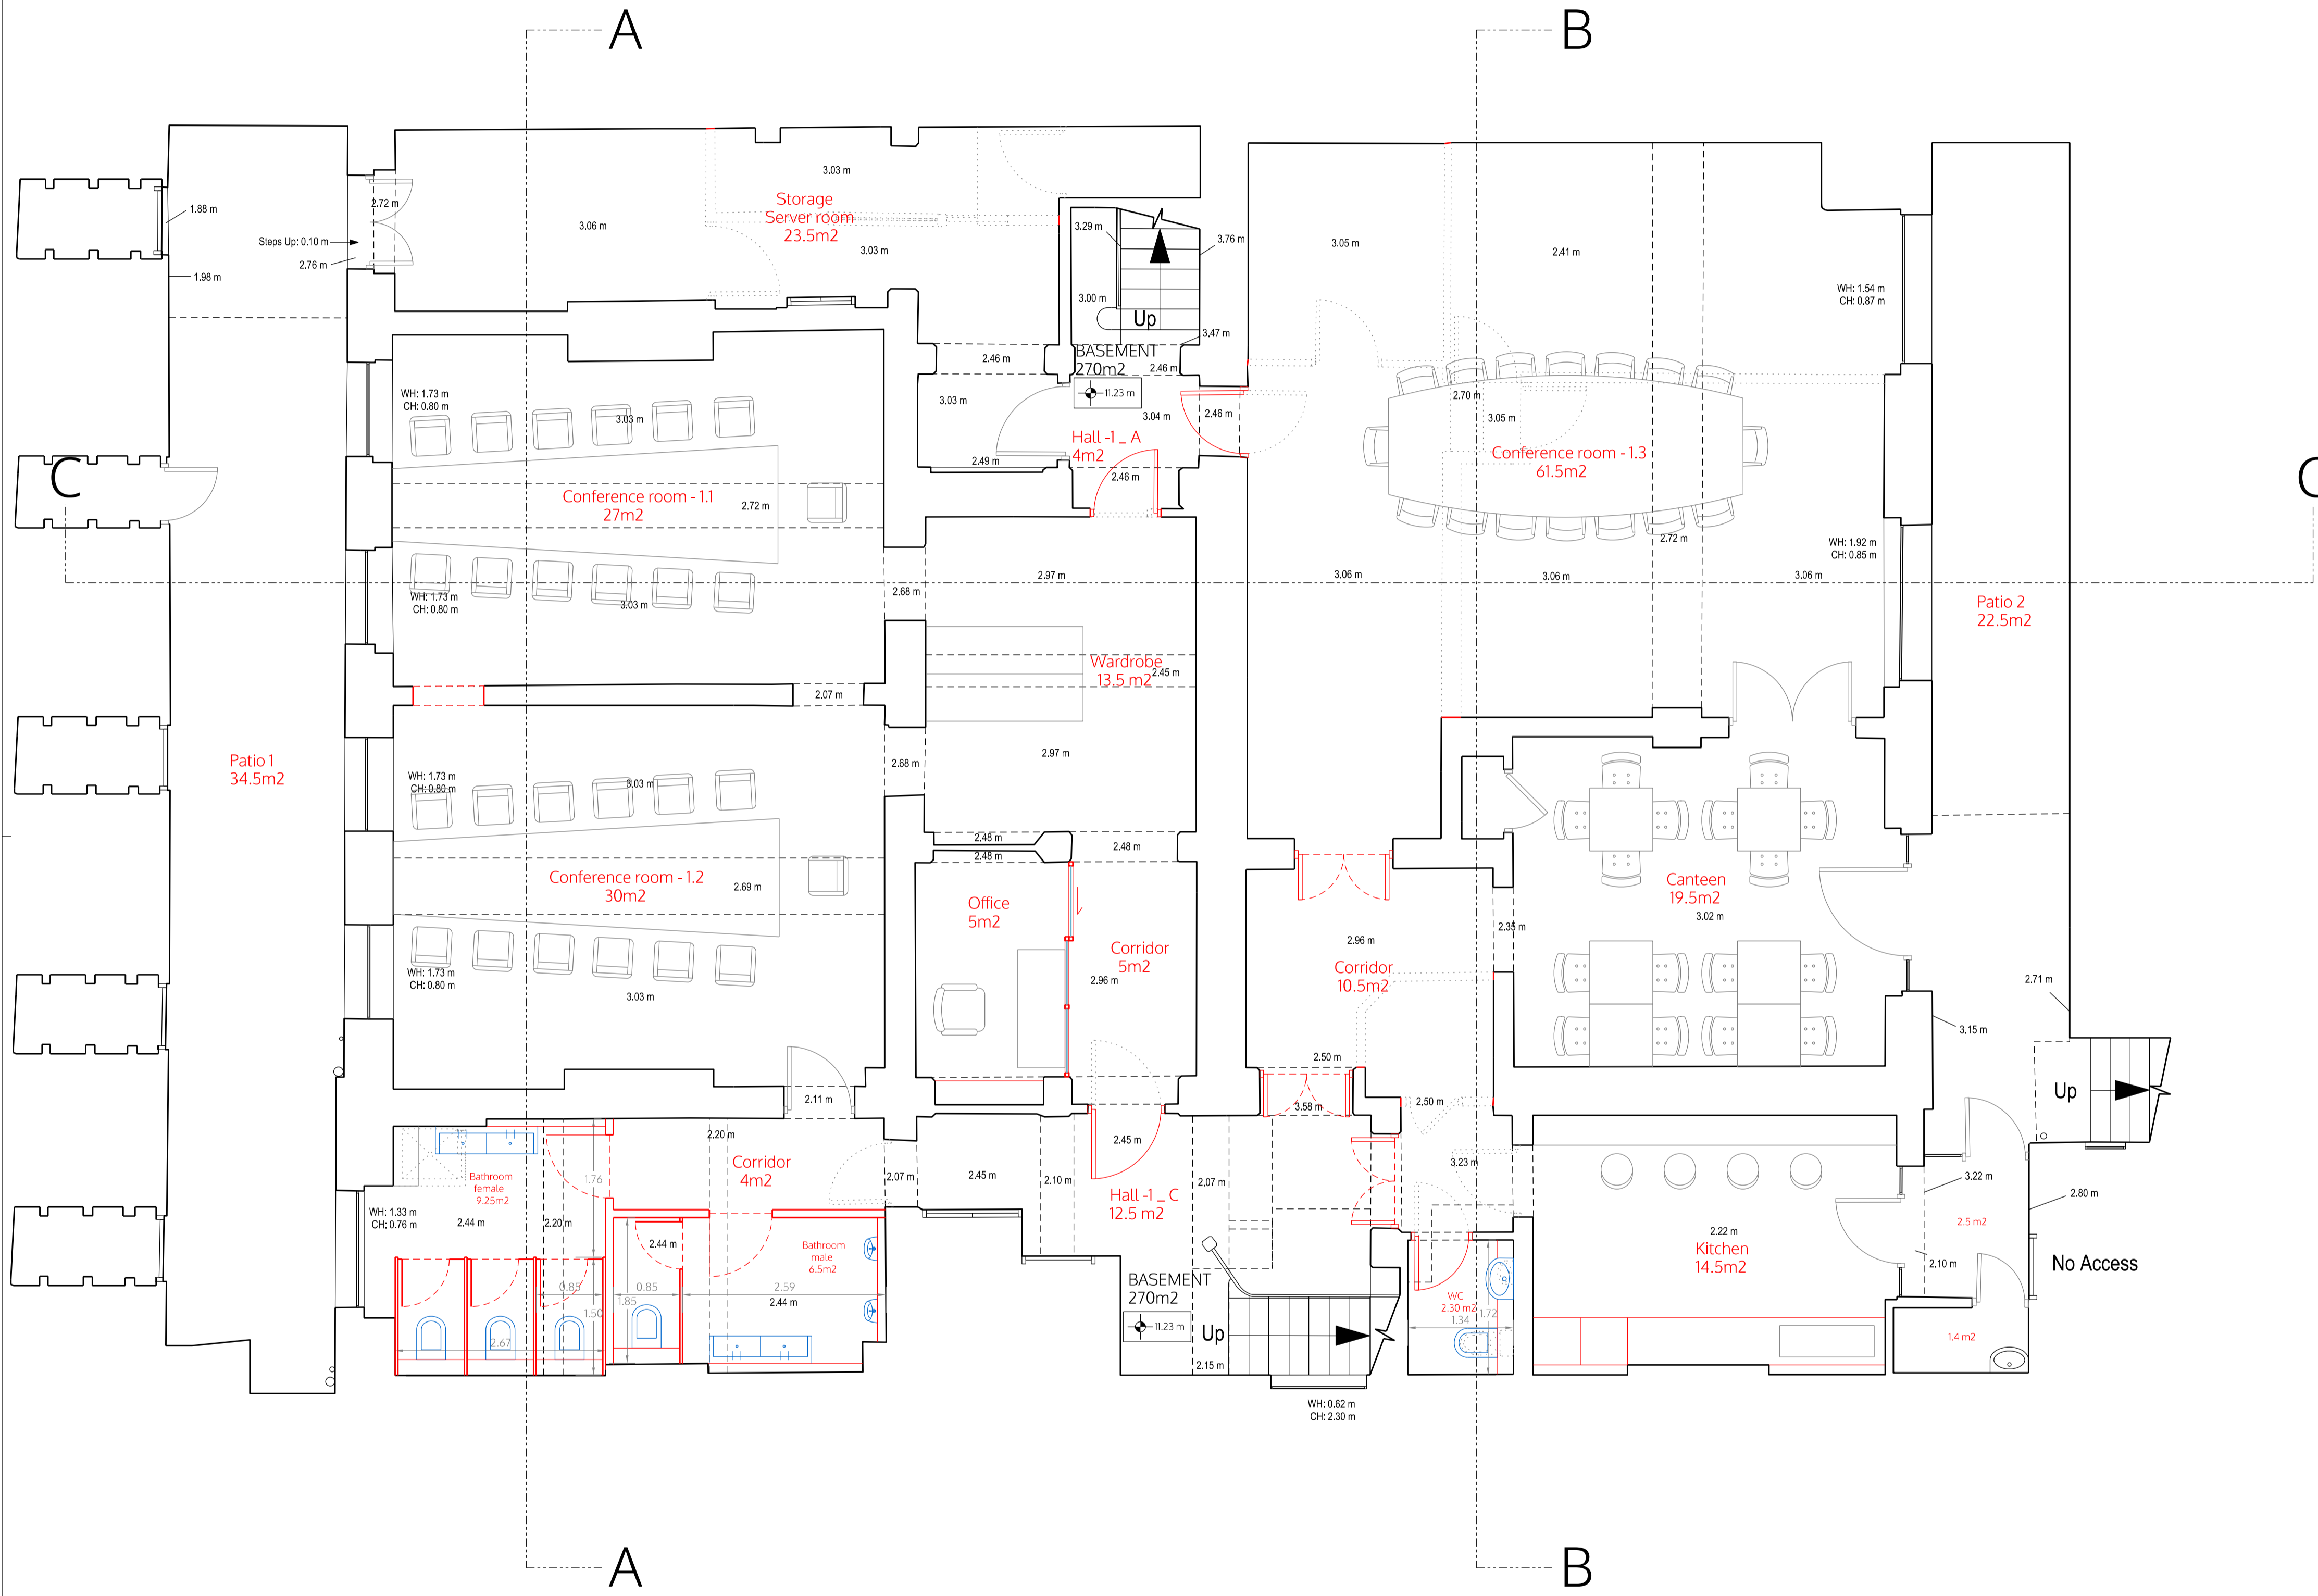 A
B
1.88 m
Steps Up: 0.10 m
2.76 m
1.98 m
2.72 m
3.06 m
3.03 m
Storage
Server room
23.5m2
3.03 m
3.29 m
3.76 m
3.00 m
Up
3.47 m
3.05 m
2.41 m
WH: 1.54 m
CH: 0.87 m
2.46 m
BASEMENT
270m2
2.46 m
11.23 m
3.03 m
3.04 m
2.46 m
Hall -1 _ A
4m2
2.49 m
2.46 m
WH: 1.73 m
CH: 0.80 m
3.03 m
2.70 m
3.05 m
Conference room - 1.3
61.5m2
C
C
Conference room - 1.1
27m2
2.72 m
2.72 m
WH: 1.92 m
CH: 0.85 m
2.97 m
3.06 m
3.06 m
3.06 m
WH: 1.73 m
CH: 0.80 m
3.03 m
2.68 m
Patio 2
22.5m2
Wardrobe
13.5 m2
2.45 m
2.07 m
Patio 1
34.5m2
2.68 m
2.97 m
WH: 1.73 m
CH: 0.80 m
3.03 m
2.48 m
2.48 m
2.48 m
Conference room - 1.2
30m2
2.69 m
Office
5m2
Corridor
5m2
2.96 m
2.96 m
Corridor
10.5m2
2.35 m
Canteen
19.5m2
3.02 m
WH: 1.73 m
CH: 0.80 m
3.03 m
2.71 m
3.15 m
2.50 m
3.58 m
2.50 m
2.11 m
Up
2.20 m
2.45 m
Corridor
4m2
Bathroom
female
9.25m2
1.76
2.07 m
2.45 m
2.10 m
2.07 m
Hall -1 _ C
12.5 m2
3.23 m
3.22 m
2.80 m
WH: 1.33 m
CH: 0.76 m
2.44 m
2.20 m
2.5 m2
2.44 m
Bathroom
male
6.5m2
2.22 m
Kitchen
14.5m2
2.10 m
No Access
0.85
0.85
2.59
2.44 m
1.85
1.50
2.67
BASEMENT
270m2
11.23 m
Up
WC
2.30 m2
1.34
1.72
1.4 m2
2.15 m
WH: 0.62 m
CH: 2.30 m
A
B